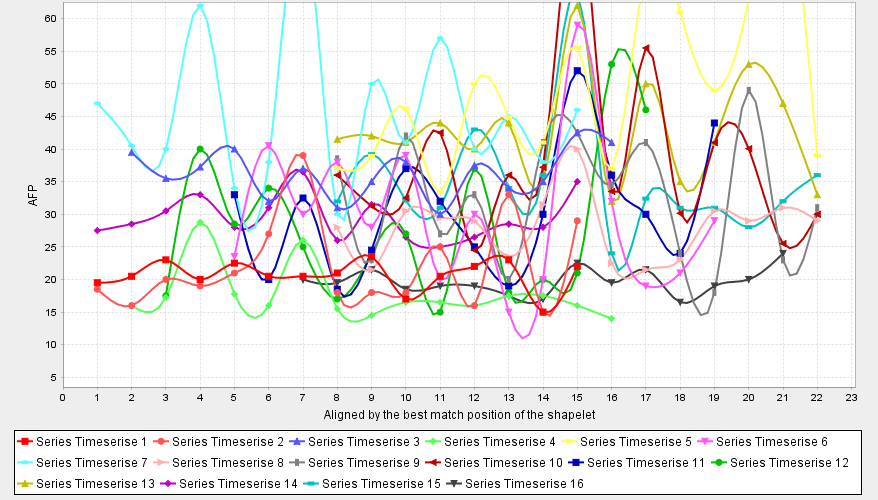 60
55
50
45
40
35
30
25
20
15
10
5
AFP
0 1 2 3 4 5 6 7 8 9 10 11 12 13 14 15 16 17 18 19 20 21 22 23
Aligned by the best match position of the shapelet
Series Timeserise 1 Series Timeserise 2 Series Timeserise 3 Series Timeserise 4 Series Timeserise 5 Series Timeserise 6
Series Timeserise 7 Series Timeserise 8 Series Timeserise 9 Series Timeserise 10 Series Timeserise 11 Series Timeserise 12
Series Timeserise 13 Series Timeserise 14 Series Timeserise 15 Series Timeserise 16